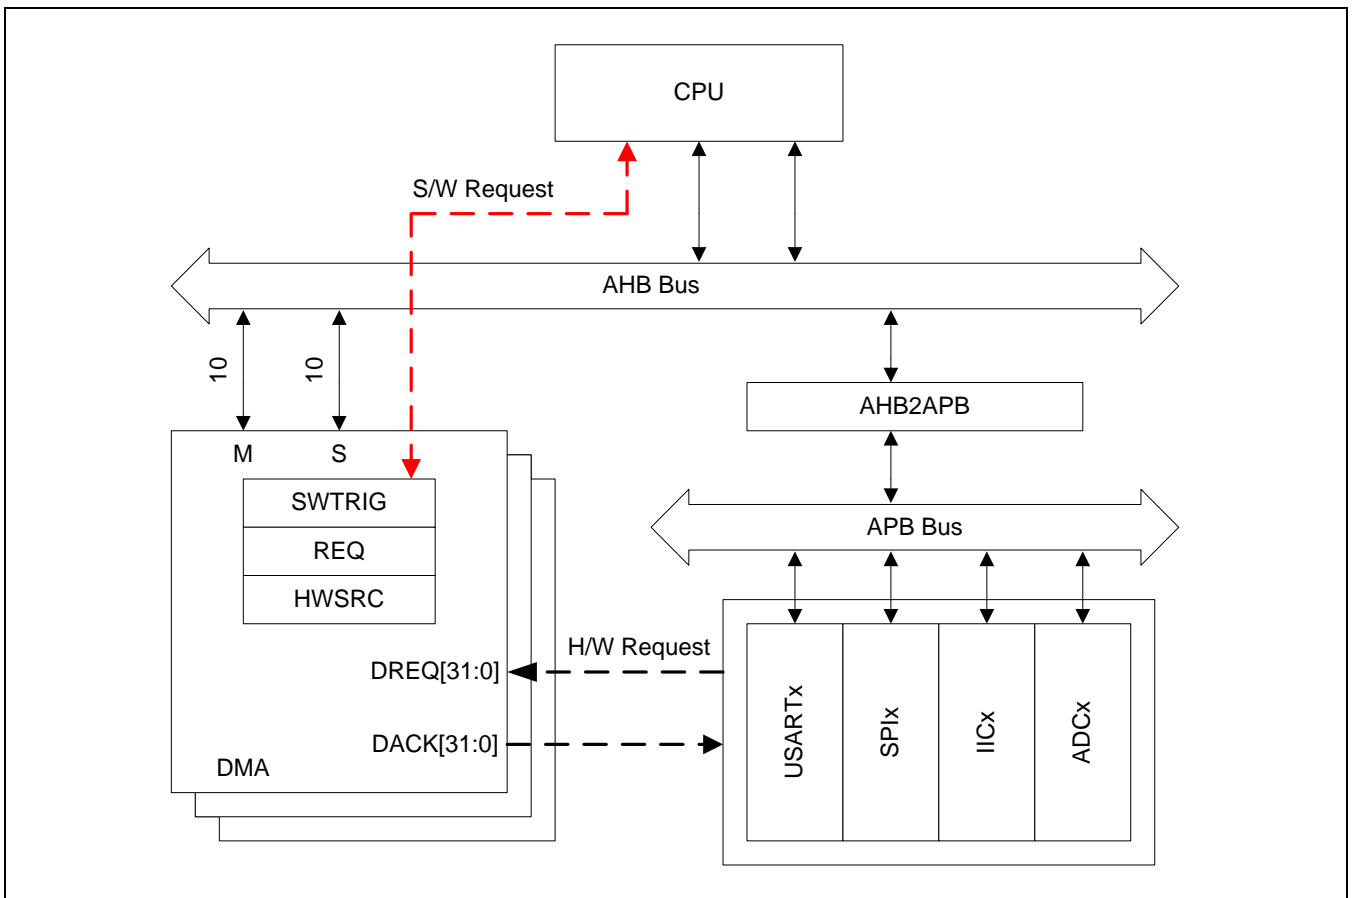 CPU
S/W Request
AHB Bus
10
10
AHB2APB
M
S
SWTRIG
REQ
HWSRC
APB Bus
H/W Request
DREQ[31:0]
DACK[31:0]
DMA
USARTx
SPIx
IICx
ADCx